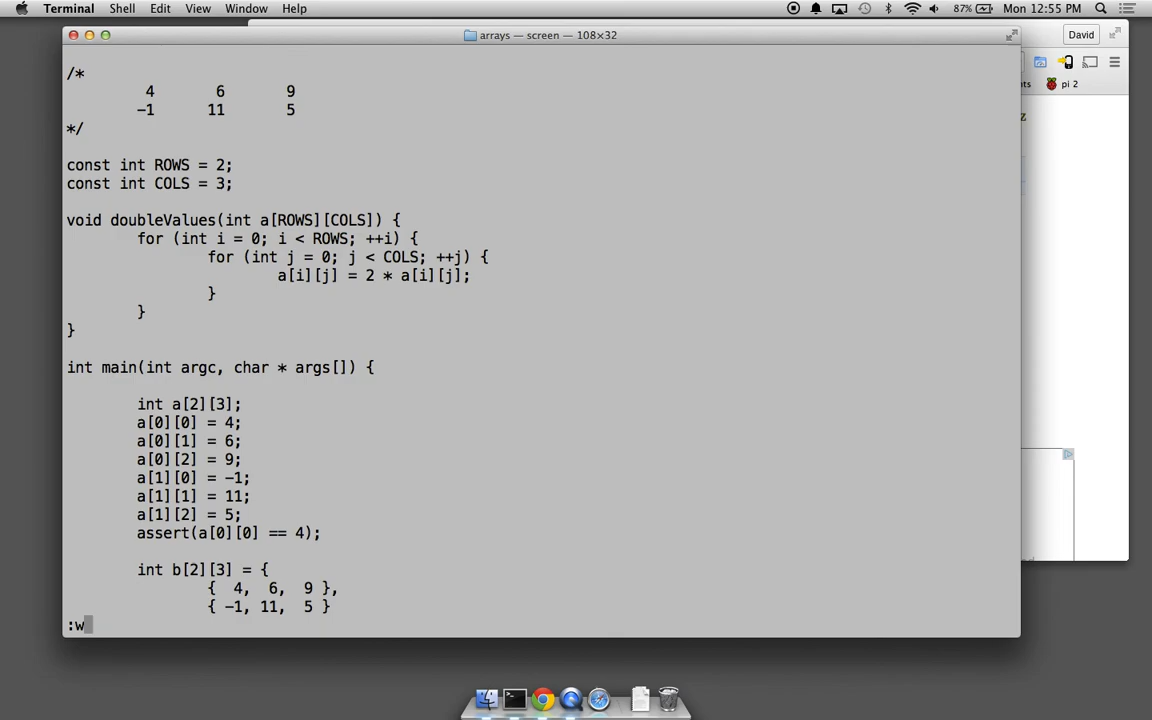 Terminal Shell Edit View Window Help 87% Mon 12:55 PM
arrays — screen — 108×32
David
pi 2
/*
4 6 9
-1 11 5
*/
const int ROWS = 2;
const int COLS = 3;
void doubleValues(int a[ROWS][COLS]) {
for (int i = 0; i < ROWS; ++i) {
for (int j = 0; j < COLS; ++j) {
a[i][j] = 2 * a[i][j];
}
}
}
int main(int argc, char * args[]) {
int a[2][3];
a[0][0] = 4;
a[0][1] = 6;
a[0][2] = 9;
a[1][0] = -1;
a[1][1] = 11;
a[1][2] = 5;
assert(a[0][0] == 4);
int b[2][3] = {
{ 4, 6, 9 },
{ -1, 11, 5 }
:w